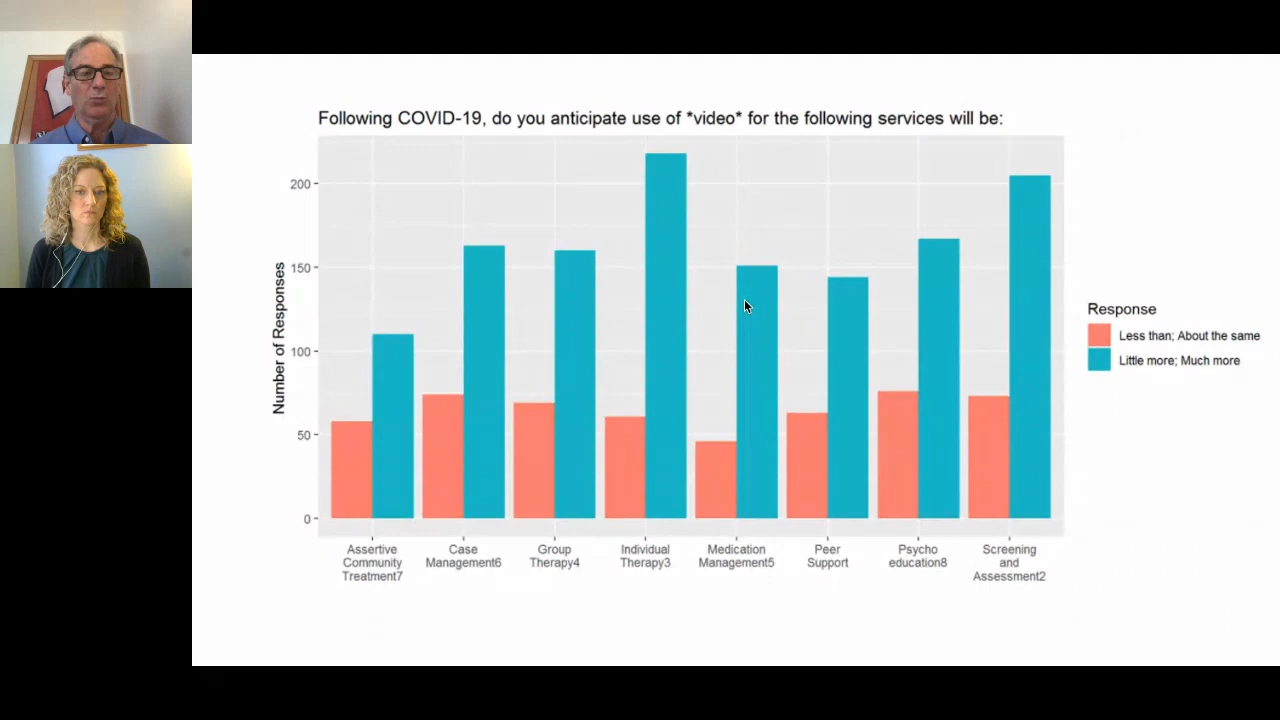 Following COVID-19, do you anticipate use of *video* for the following services will be:
Number of Responses
200
150
100
50
0
Assertive
Community
Treatment7
Case
Management6
Group
Therapy4
Individual
Therapy3
Medication
Management5
Peer
Support
Psycho
education8
Screening
and
Assessment2
Response
Less than; About the same
Little more; Much more